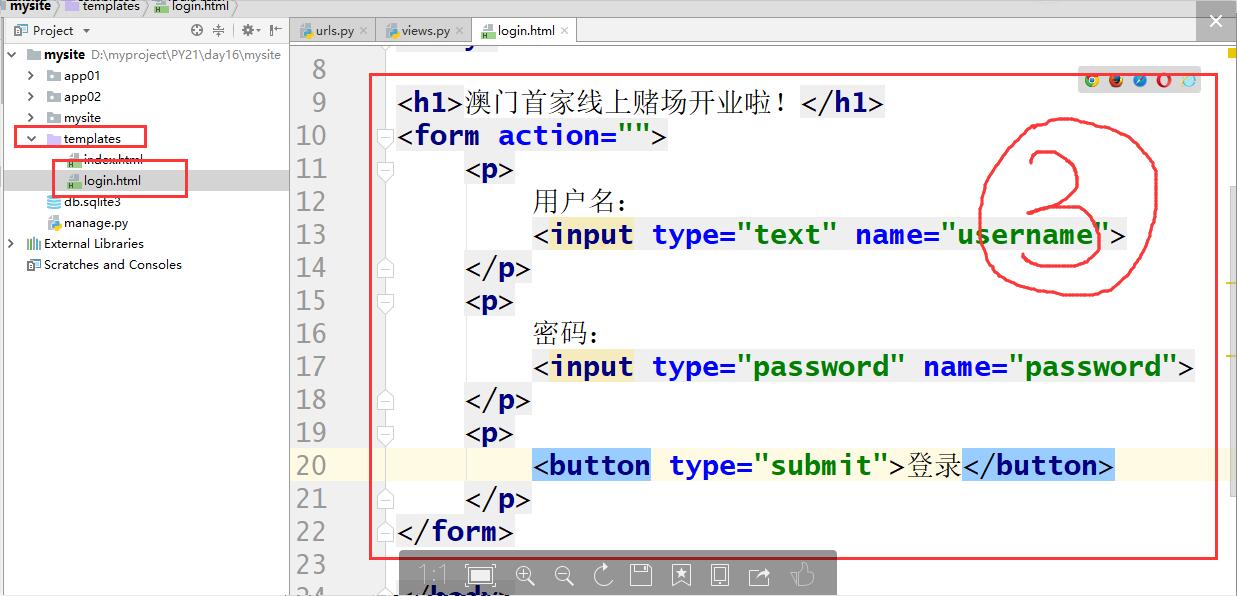 mysite templates login.html
Project
urls.py views.py login.html
mysite D:\myproject\PY21\day16\mysite
app01
app02
mysite
templates
index.html
login.html
db.sqlite3
manage.py
External Libraries
Scratches and Consoles
8
9 <h1>澳门首家线上赌场开业啦！</h1>
10 <form action="">
11 <p>
12 用户名：
13 <input type="text" name="username">
14 </p>
15 <p>
16 密码：
17 <input type="password" name="password">
18 </p>
19 <p>
20 <button type="submit">登录</button>
21 </p>
22 </form>
23
24 </body>
3
1:1